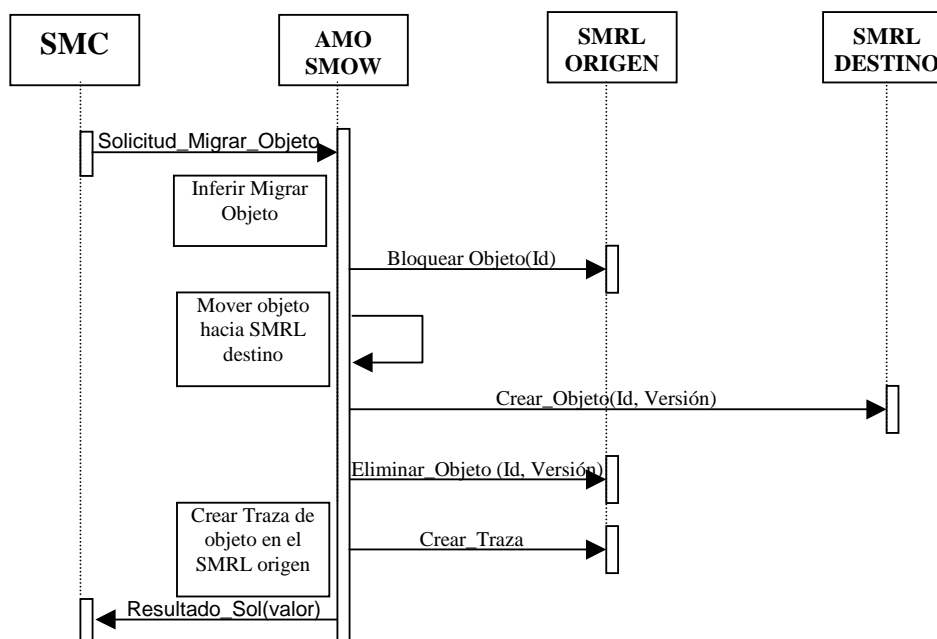 SMC
AMO
SMOW
SMRL
ORIGEN
SMRL
DESTINO
Solicitud_Migrar_Objeto
Inferir Migrar
Objeto
Bloquear Objeto(Id)
Mover objeto
hacia SMRL
destino
Crear_Objeto(Id, Versión)
Eliminar_Objeto (Id, Versión)
Crear Traza de
objeto en el
SMRL origen
Crear_Traza
Resultado_Sol(valor)